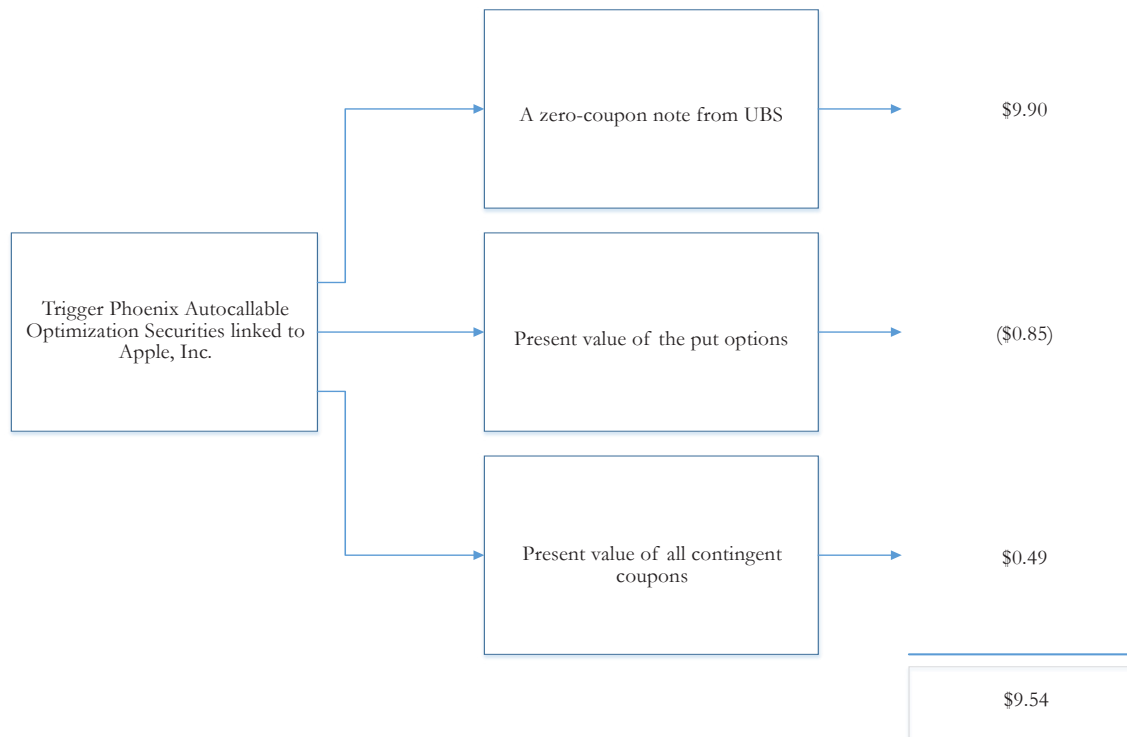 A zero-coupon note from UBS
$9.90
Trigger Phoenix Autocallable
Optimization Securities linked to
Apple, Inc.
Present value of the put options
($0.85)
Present value of all contingent
coupons
$0.49
$9.54